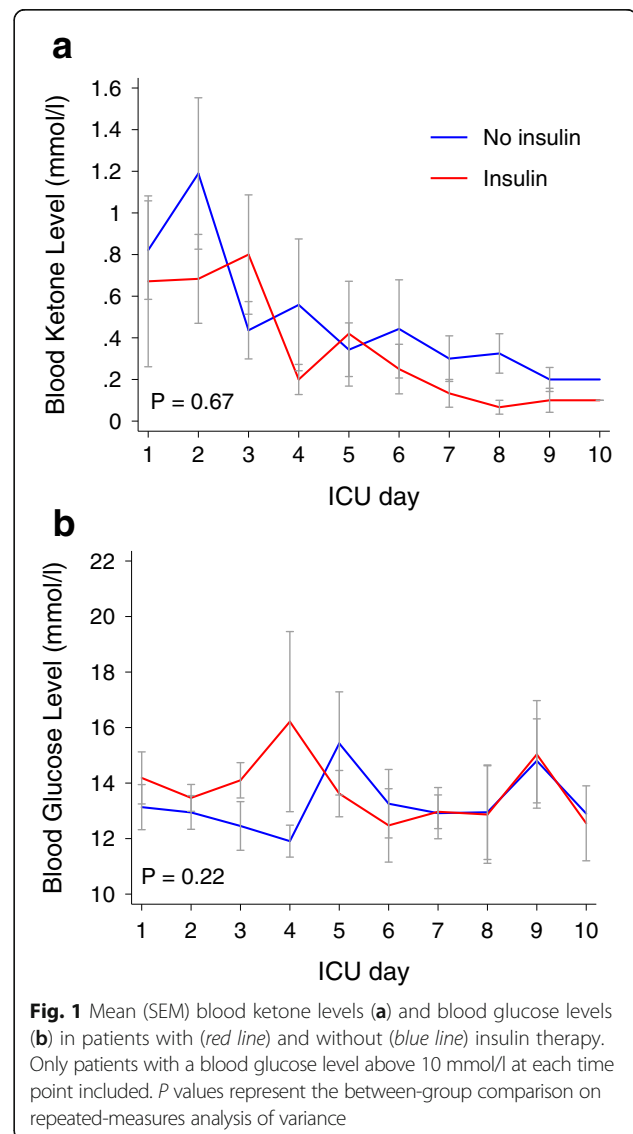 a
Blood Ketone Level (mmol/l)
1.6
1.4
1.2
1
.8
.6
.4
.2
0
No insulin
Insulin
P = 0.67
1 2 3 4 5 6 7 8 9 10
ICU day
b
Blood Glucose Level (mmol/l)
22
20
18
16
14
12
10
P = 0.22
1 2 3 4 5 6 7 8 9 10
ICU day
Fig. 1 Mean (SEM) blood ketone levels (a) and blood glucose levels
(b) in patients with (red line) and without (blue line) insulin therapy.
Only patients with a blood glucose level above 10 mmol/l at each time
point included. P values represent the between-group comparison on
repeated-measures analysis of variance